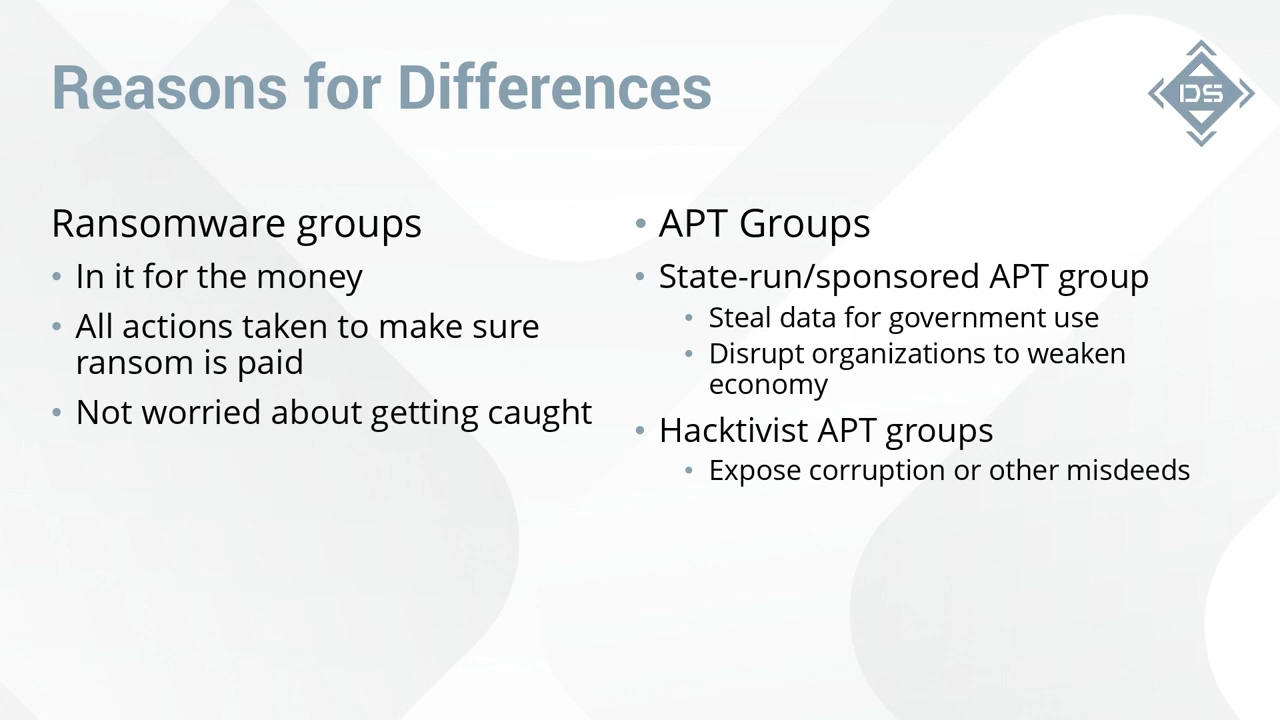 Reasons for Differences
DS
Ransomware groups
• In it for the money
• All actions taken to make sure
ransom is paid
• Not worried about getting caught
• APT Groups
• State-run/sponsored APT group
• Steal data for government use
• Disrupt organizations to weaken
economy
• Hacktivist APT groups
• Expose corruption or other misdeeds